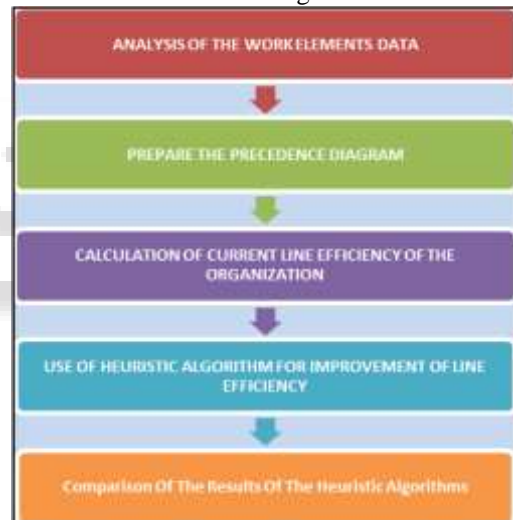 ANALYSIS OF THE WORK ELEMENTS DATA
PREPARE THE PRECEDENCE DIAGRAM
CALCULATION OF CURRENT LINE EFFICIENCY OF THE
ORGANIZATION
USE OF HEURISTIC ALGORITHM FOR IMPROVEMENT OF LINE
EFFICIENCY
Comparison Of The Results Of The Heuristic Algorithms